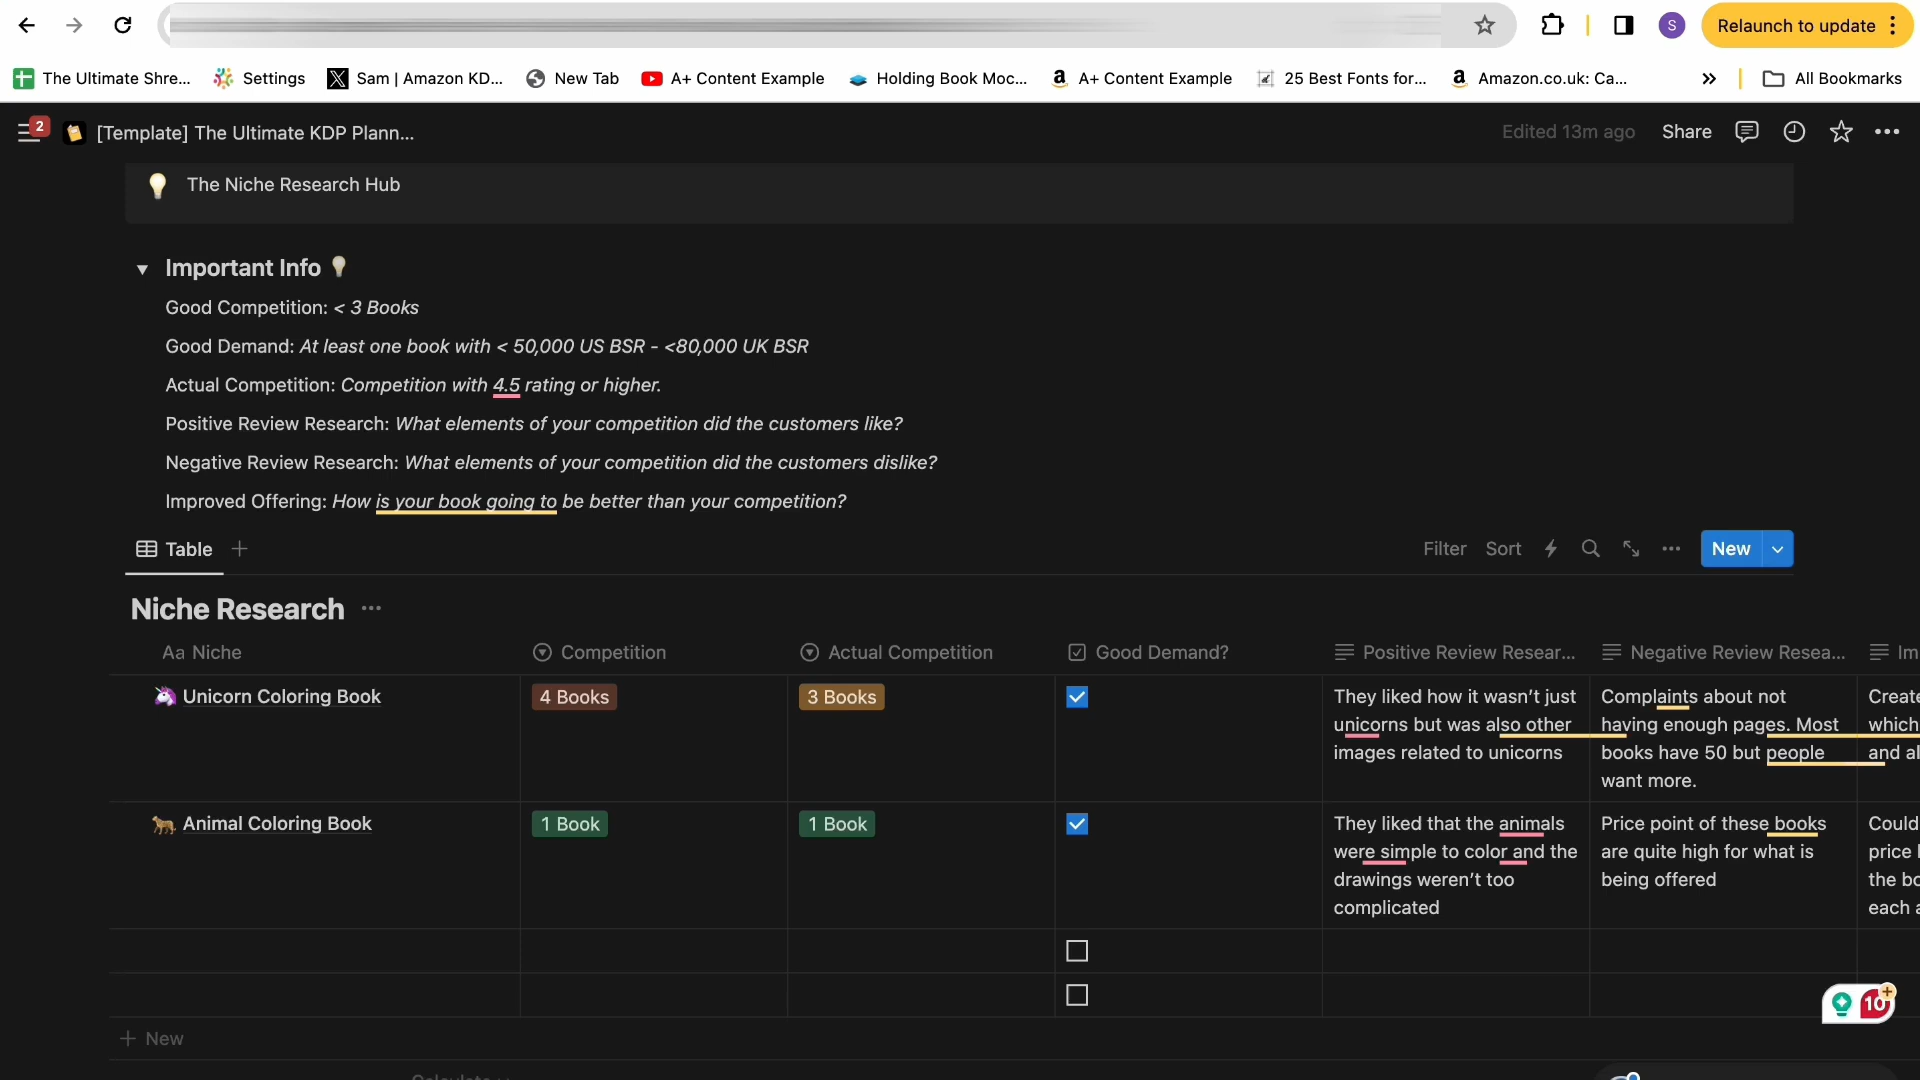 S
Relaunch to update
The Ultimate Shre...
Settings
Sam | Amazon KD...
New Tab
A+ Content Example
Holding Book Moc...
A+ Content Example
25 Best Fonts for...
Amazon.co.uk: Ca...
All Bookmarks
2
[Template] The Ultimate KDP Plann...
Edited 13m ago
Share
The Niche Research Hub
Important Info
Good Competition: < 3 Books
Good Demand: At least one book with < 50,000 US BSR - <80,000 UK BSR
Actual Competition: Competition with 4.5 rating or higher.
Positive Review Research: What elements of your competition did the customers like?
Negative Review Research: What elements of your competition did the customers dislike?
Improved Offering: How is your book going to be better than your competition?
Table
Filter
Sort
New
Niche Research
Aa Niche
Competition
Actual Competition
Good Demand?
Positive Review Resear...
Negative Review Resea...
Im
Unicorn Coloring Book
4 Books
3 Books
They liked how it wasn't just
unicorns but was also other
images related to unicorns
Complaints about not
having enough pages. Most
books have 50 but people
want more.
Create
which
and al
Animal Coloring Book
1 Book
1 Book
They liked that the animals
were simple to color and the
drawings weren't too
complicated
Price point of these books
are quite high for what is
being offered
Could
price
the bo
each a
10
New